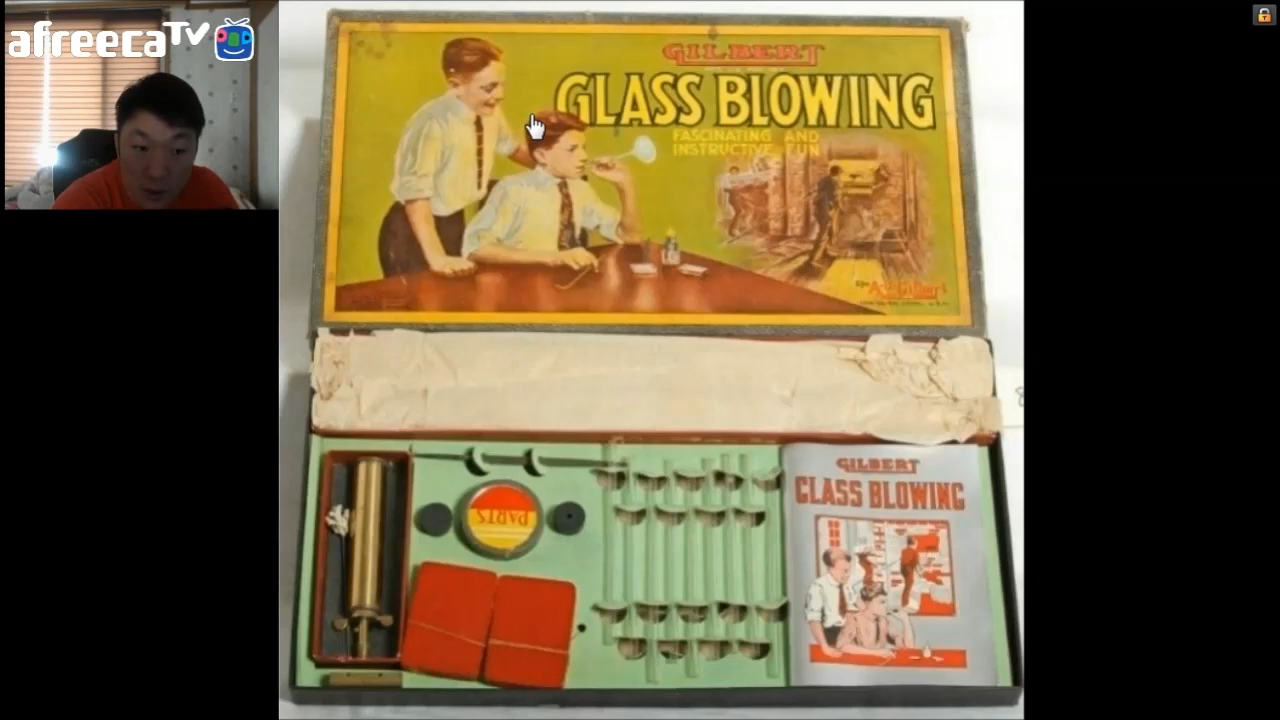 afreecaTV
GILBERT
GLASS BLOWING
FASCINATING AND
INSTRUCTIVE FUN
PARTS
GILBERT
GLASS BLOWING